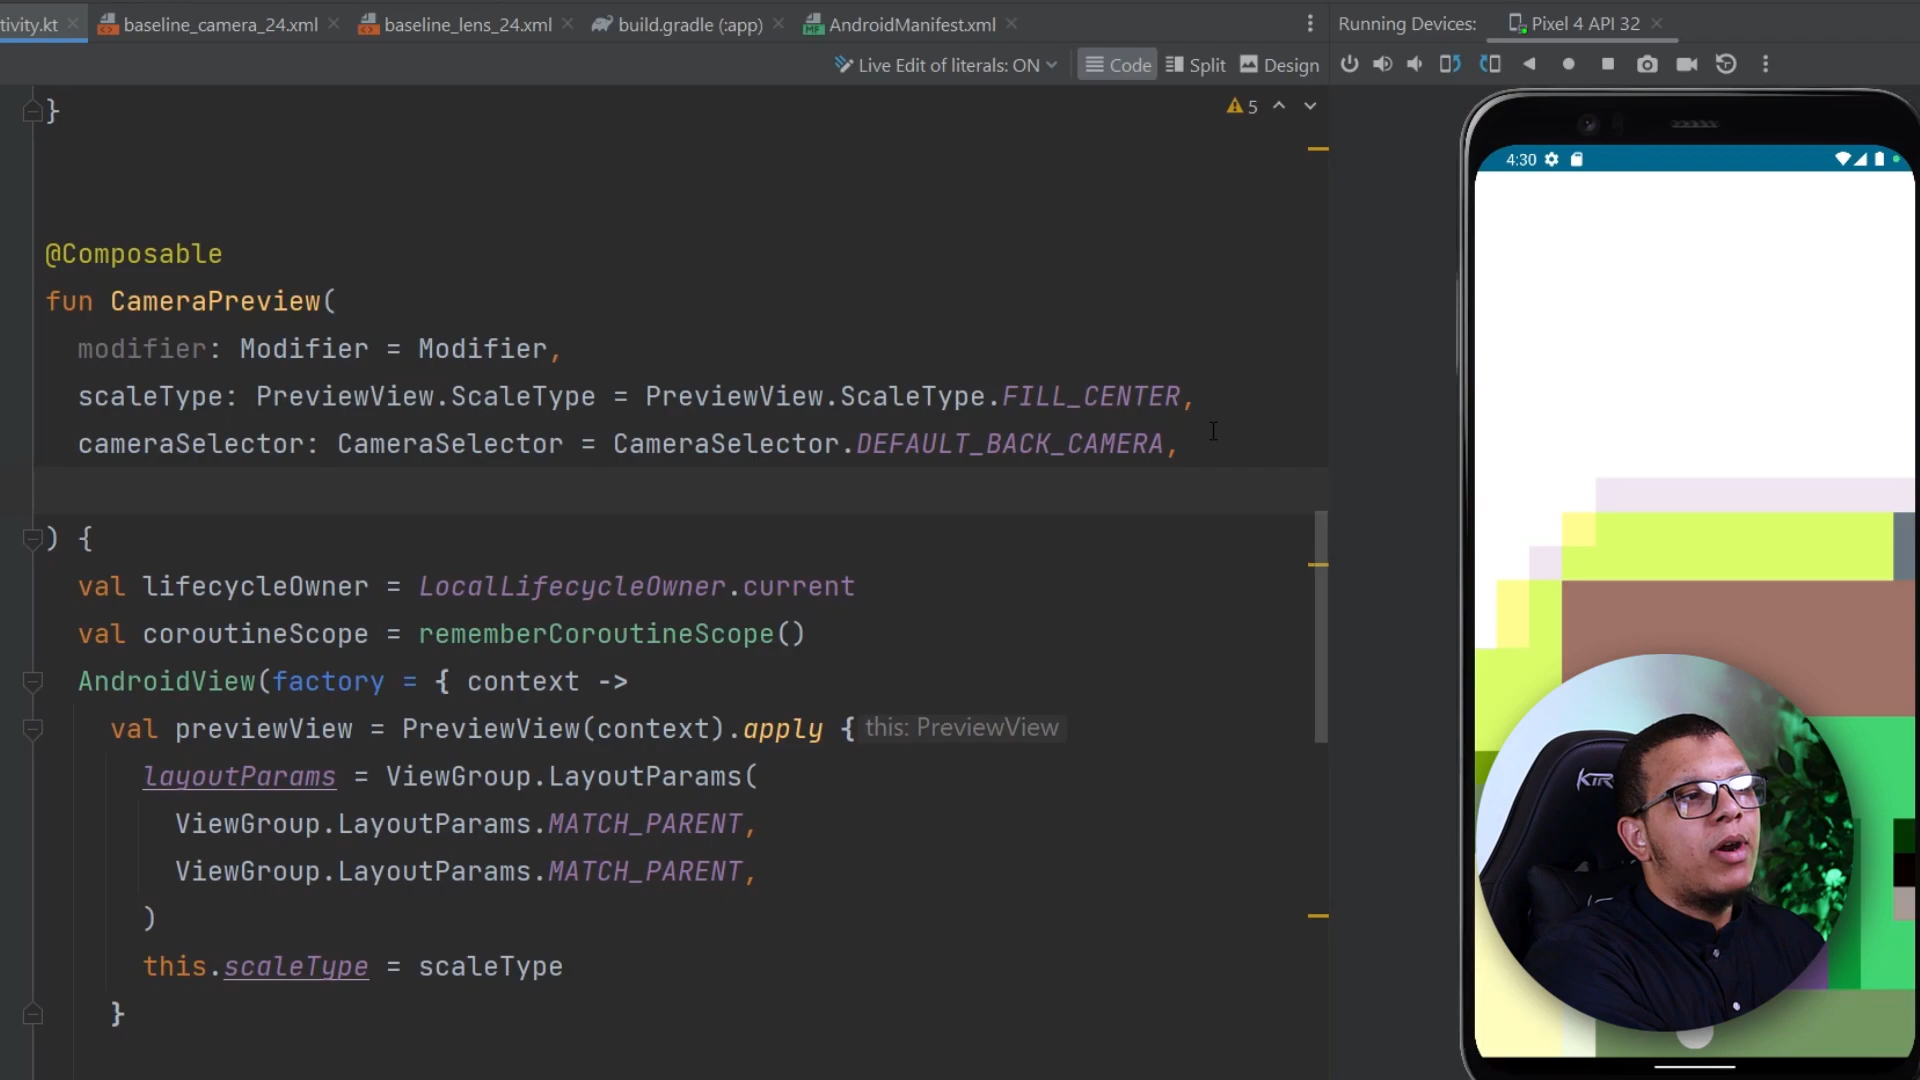 tivity.kt baseline_camera_24.xml baseline_lens_24.xml build.gradle (:app) AndroidManifest.xml Running Devices: Pixel 4 API 32
Live Edit of literals: ON Code Split Design
}
5
4:30
@Composable
fun CameraPreview(
modifier: Modifier = Modifier,
scaleType: PreviewView.ScaleType = PreviewView.ScaleType.FILL_CENTER,
cameraSelector: CameraSelector = CameraSelector.DEFAULT_BACK_CAMERA,
) {
val lifecycleOwner = LocalLifecycleOwner.current
val coroutineScope = rememberCoroutineScope()
AndroidView(factory = { context ->
val previewView = PreviewView(context).apply { this: PreviewView
layoutParams = ViewGroup.LayoutParams(
ViewGroup.LayoutParams.MATCH_PARENT,
ViewGroup.LayoutParams.MATCH_PARENT,
)
this.scaleType = scaleType
}